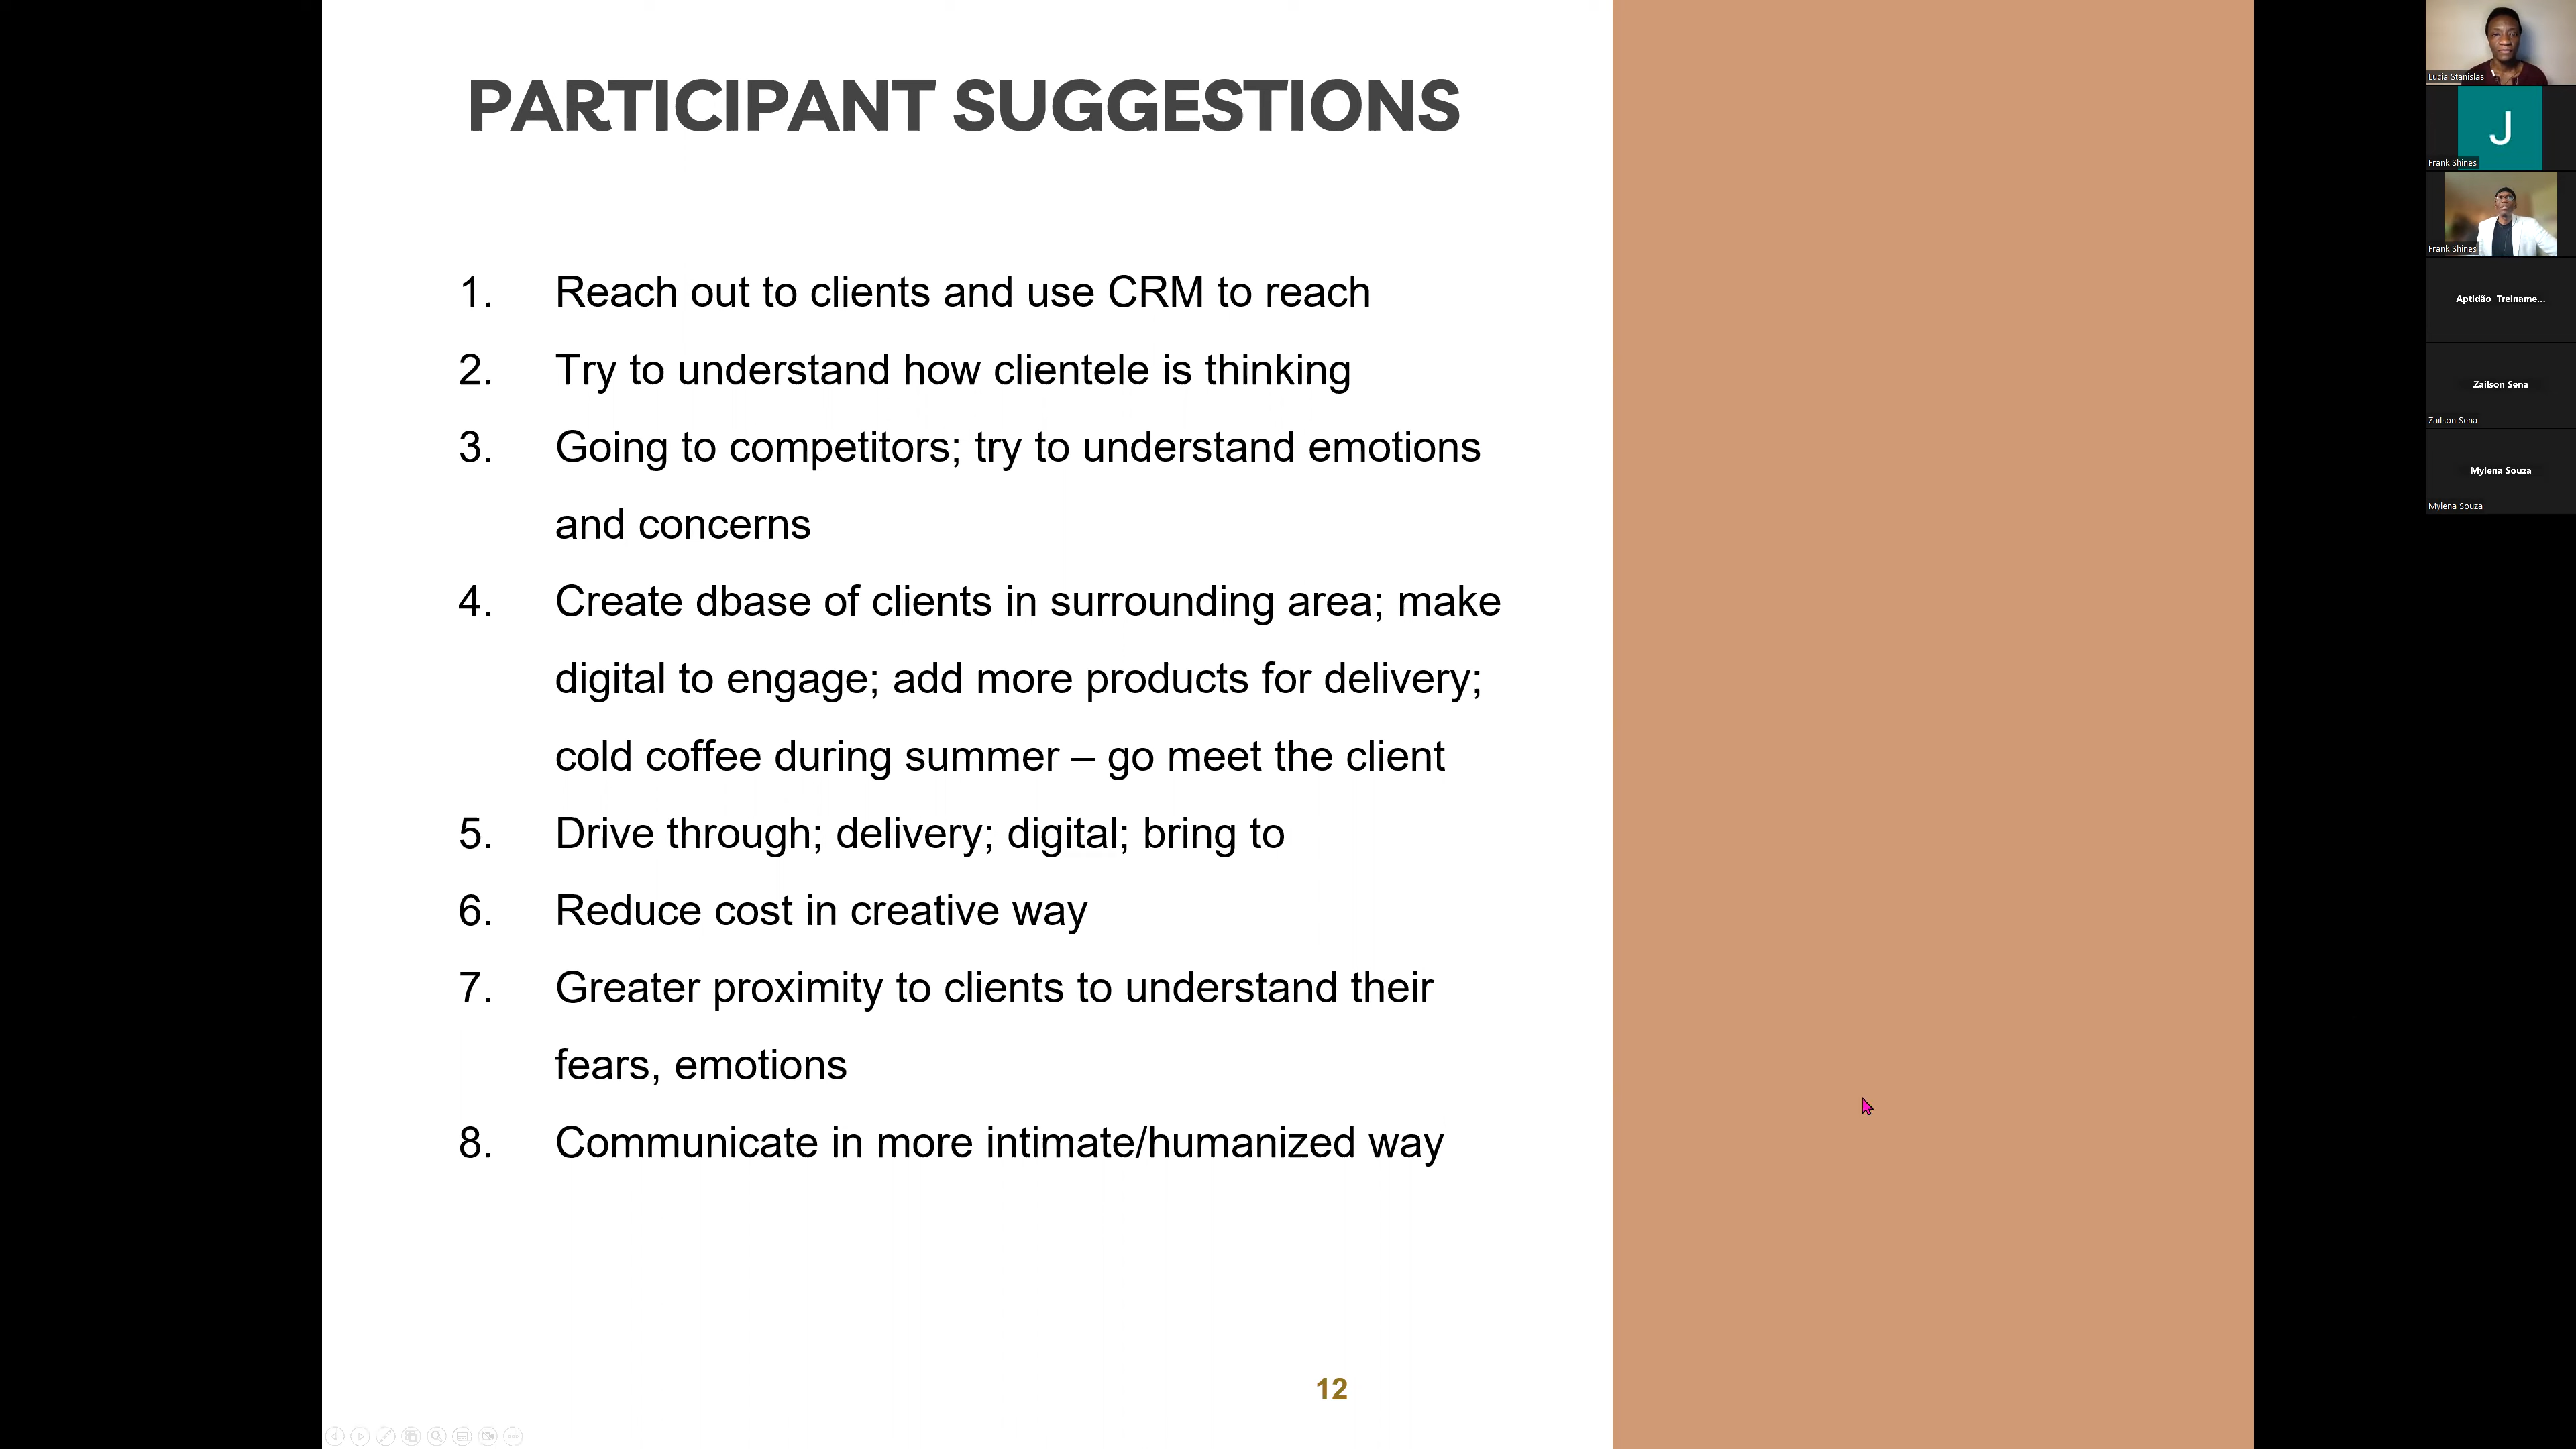 PARTICIPANT SUGGESTIONS
1. Reach out to clients and use CRM to reach
2. Try to understand how clientele is thinking
3. Going to competitors; try to understand emotions
and concerns
4. Create dbase of clients in surrounding area; make
digital to engage; add more products for delivery;
cold coffee during summer – go meet the client
5. Drive through; delivery; digital; bring to
6. Reduce cost in creative way
7. Greater proximity to clients to understand their
fears, emotions
8. Communicate in more intimate/humanized way
12
Lucia Stanislas
J
Frank Shines
Frank Shines
Aptidão Treiname...
Zailson Sena
Zailson Sena
Mylena Souza
Mylena Souza